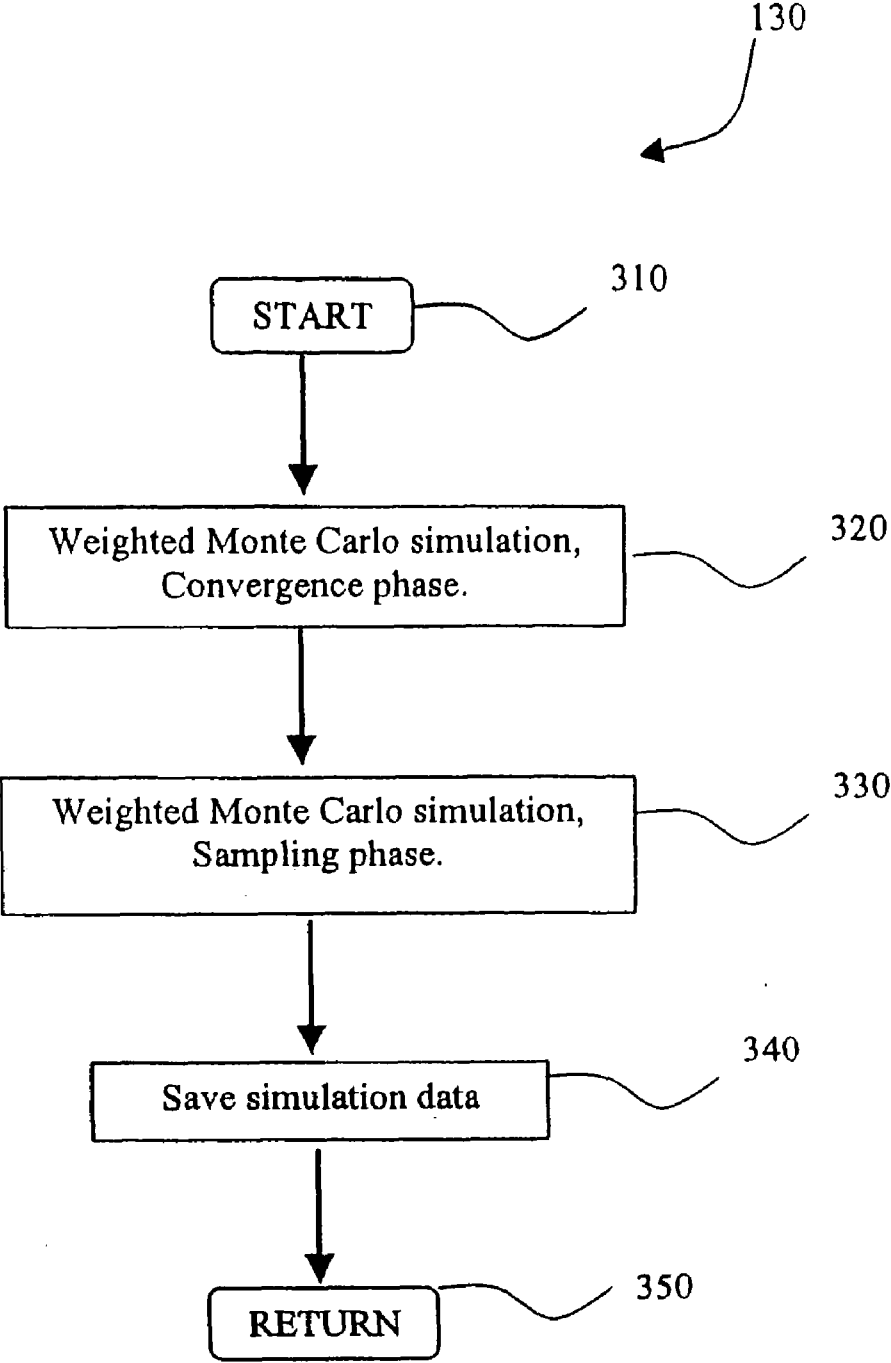 130
310
START
320
Weighted Monte Carlo simulation,
Convergence phase.
330
Weighted Monte Carlo simulation,
Sampling phase.
340
Save simulation data
350
RETURN